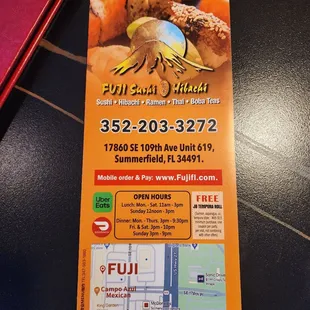 FUJI Sushi Hibachi
Sushi • Hibachi • Ramen • Thai • Boba Teas
352-203-3272
17860 SE 109th Ave Unit 619,
Summerfield, FL 34491.
Mobile order & Pay: www.Fujifl.com.
Uber
Eats
OPEN HOURS
Lunch: Mon.- Sat. 11am - 3pm
Sunday 12noon - 3pm
Dinner: Mon.- Thurs. 3pm - 9:30pm
Fri. & Sat. 3pm - 10pm
Sunday 3pm - 9pm
FREE
FUJI
Campo Azul
Mexican